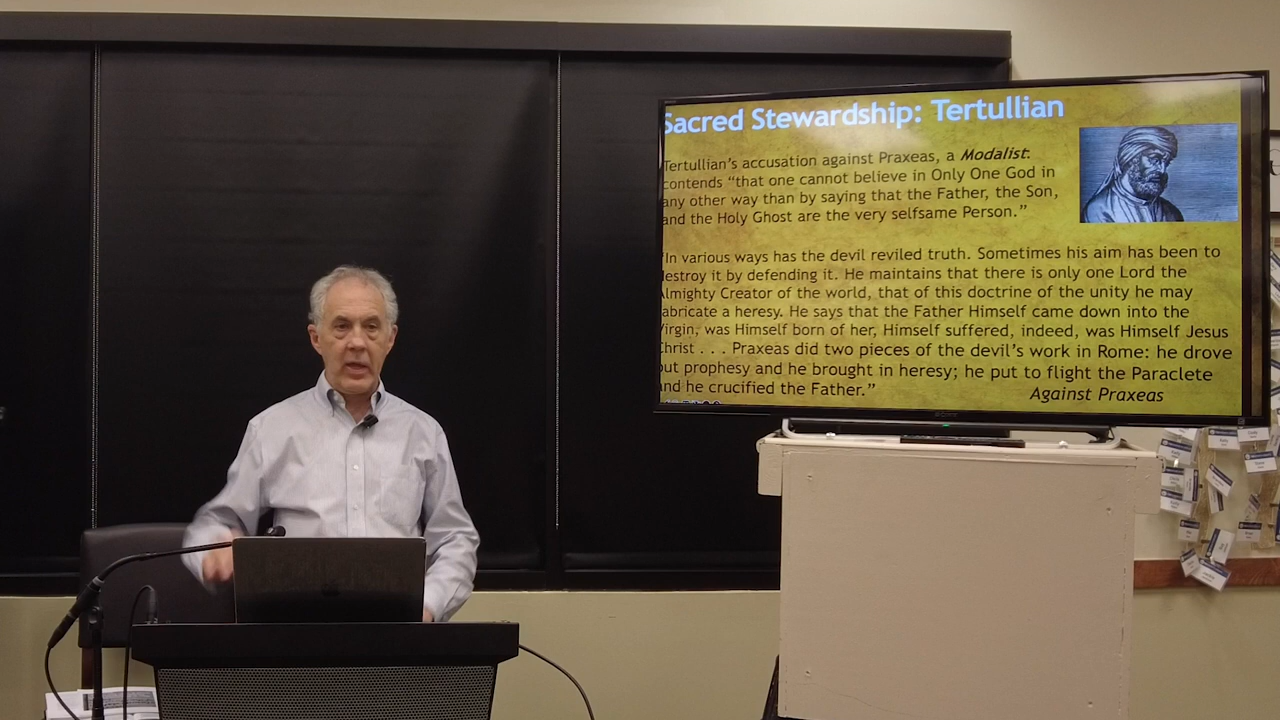 Sacred Stewardship: Tertullian
Tertullian's accusation against Praxeas, a Modalist:
contends "that one cannot believe in Only One God in
any other way than by saying that the Father, the Son,
and the Holy Ghost are the very selfsame Person."
"In various ways has the devil reviled truth. Sometimes his aim has been to
destroy it by defending it. He maintains that there is only one Lord the
Almighty Creator of the world, that of this doctrine of the unity he may
fabricate a heresy. He says that the Father Himself came down into the
Virgin, was Himself born of her, Himself suffered, indeed, was Himself Jesus
Christ . . . Praxeas did two pieces of the devil's work in Rome: he drove
out prophesy and he brought in heresy; he put to flight the Paraclete
and he crucified the Father."
Against Praxeas
SONY